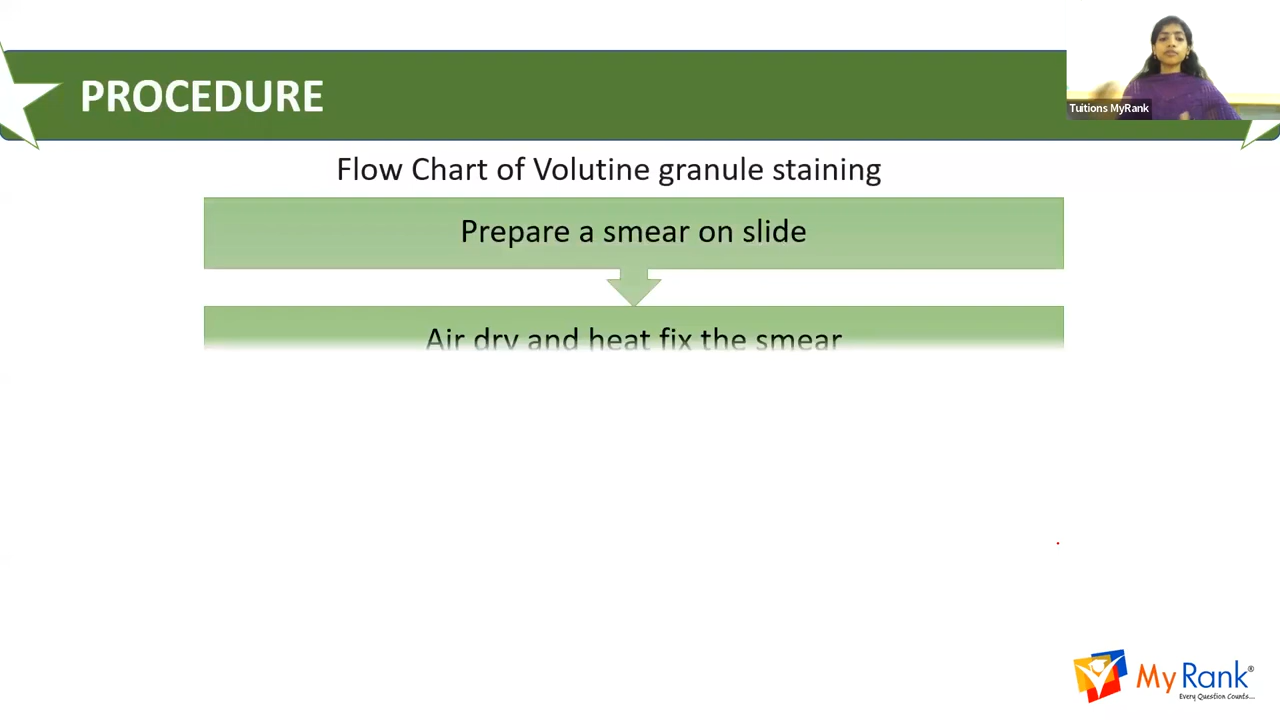 PROCEDURE
Tuitions MyRank
Flow Chart of Volutine granule staining
Prepare a smear on slide
Air dry and heat fix the smear
MyRank®
Every Question Counts...